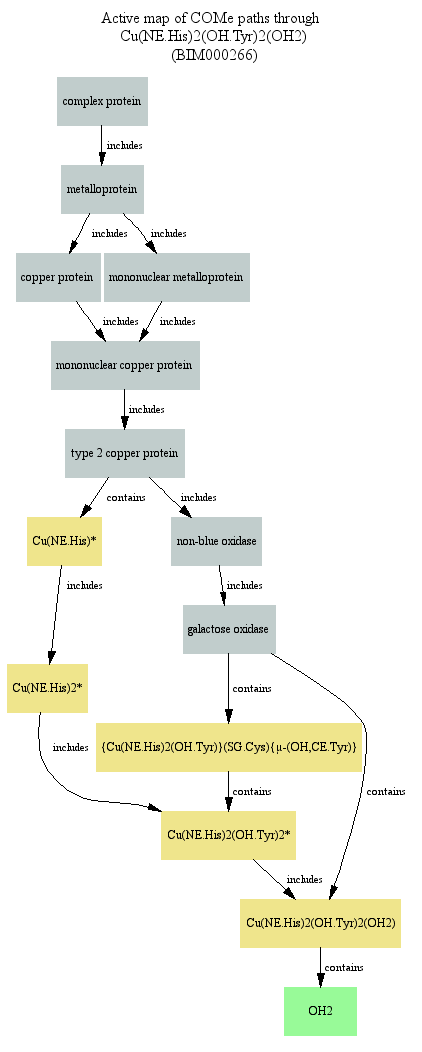 Active map of COMe paths through
Cu(NE.His)2(OH.Tyr)2(OH2)
(BIM000266)
complex protein
includes
metalloprotein
includes includes
copper protein mononuclear metalloprotein
includes includes
mononuclear copper protein
includes
type 2 copper protein
contains includes
Cu(NE.His)* non-blue oxidase
includes includes
galactose oxidase
Cu(NE.His)2* contains
{Cu(NE.His)2(OH.Tyr)}(SG.Cys){μ-(OH,CE.Tyr)}
includes contains contains
Cu(NE.His)2(OH.Tyr)2*
includes
Cu(NE.His)2(OH.Tyr)2(OH2)
contains
OH2